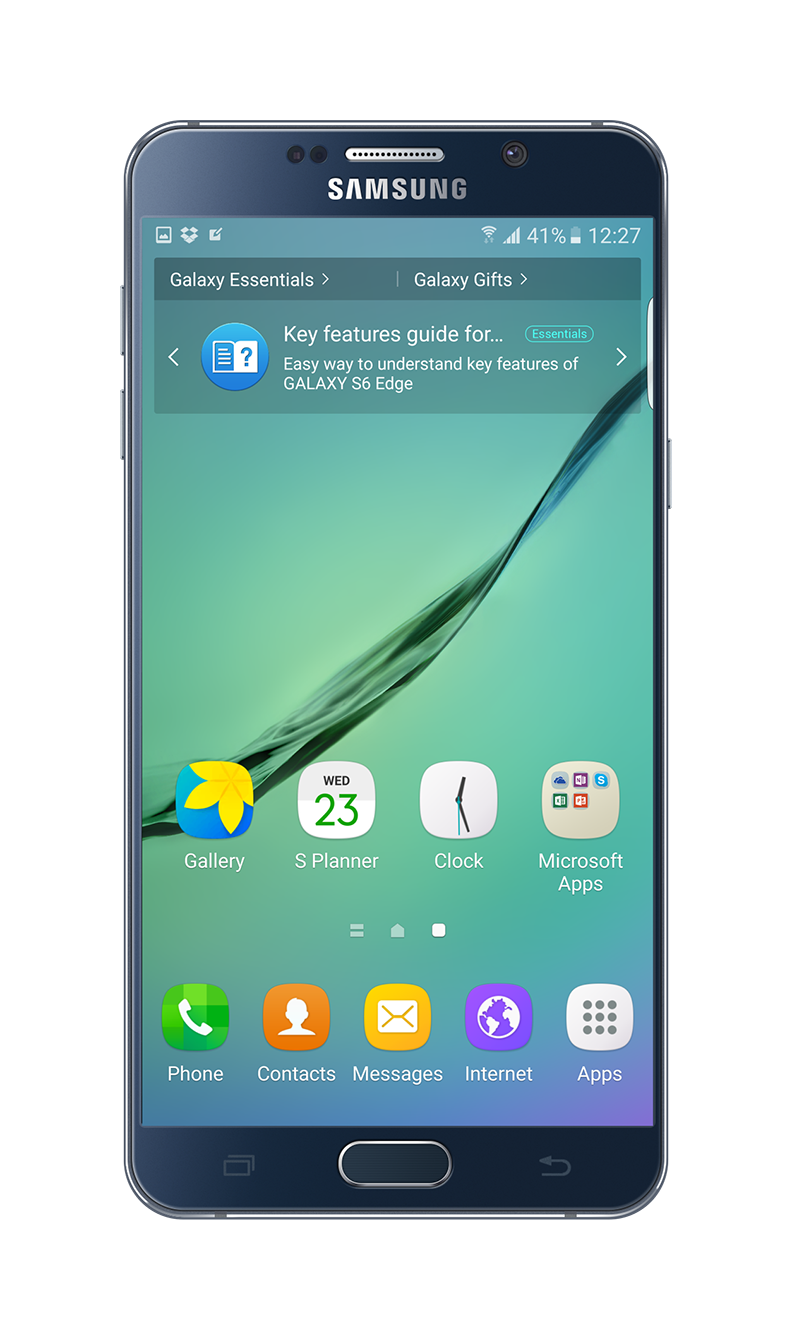 SAMSUNG
41% 12:27
Galaxy Essentials > | Galaxy Gifts >
Key features guide for... Essentials
Easy way to understand key features of
GALAXY S6 Edge
WED
23
Gallery S Planner Clock Microsoft
Apps
Phone Contacts Messages Internet Apps